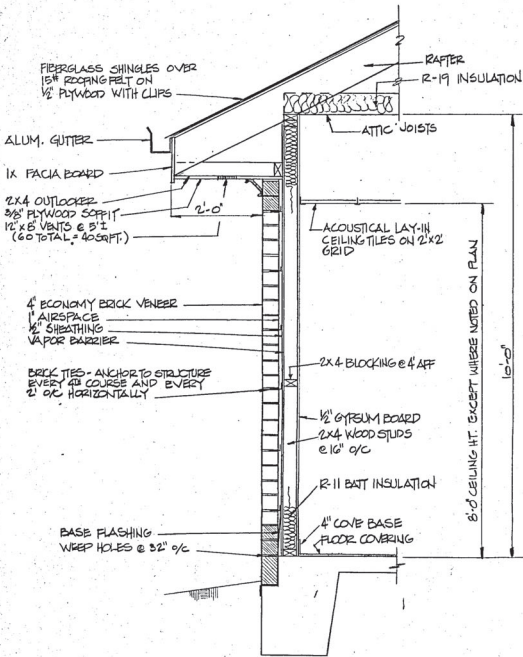 FIBERGLASS SHINGLES OVER
15# ROOFING FELT ON
1/2" PLYWOOD WITH CLIPS
RAFTER
R-19 INSULATION
ATTIC JOISTS
ALUM. GUTTER
1X FACIA BOARD
2X4 OUTLOOKER
3/8" PLYWOOD SOFFIT
12"x8" VENTS @ 5'±
(60 TOTAL = 40SQ.FT.)
2'-0"
ACOUSTICAL LAY-IN
CEILING TILES ON 2'x2'
GRID
4" ECONOMY BRICK VENEER
1" AIRSPACE
1/2" SHEATHING
VAPOR BARRIER
BRICK TIES - ANCHOR TO STRUCTURE
EVERY 4th COURSE AND EVERY
2' O/C HORIZONTALLY
2x4 BLOCKING @ 4' AFF
1/2" GYPSUM BOARD
2x4 WOOD STUDS
@ 16" O/C
R-11 BATT INSULATION
BASE FLASHING
WEEP HOLES @ 32" O/C
4" COVE BASE
FLOOR COVERING
8'-0" CEILING HT. EXCEPT WHERE NOTED ON PLAN
10'-0"